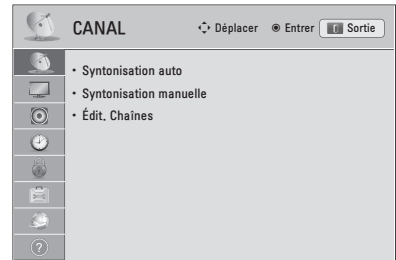 CANAL
Déplacer
Entrer
Sortie
• Syntonisation auto
• Syntonisation manuelle
• Édit. Chaînes
?